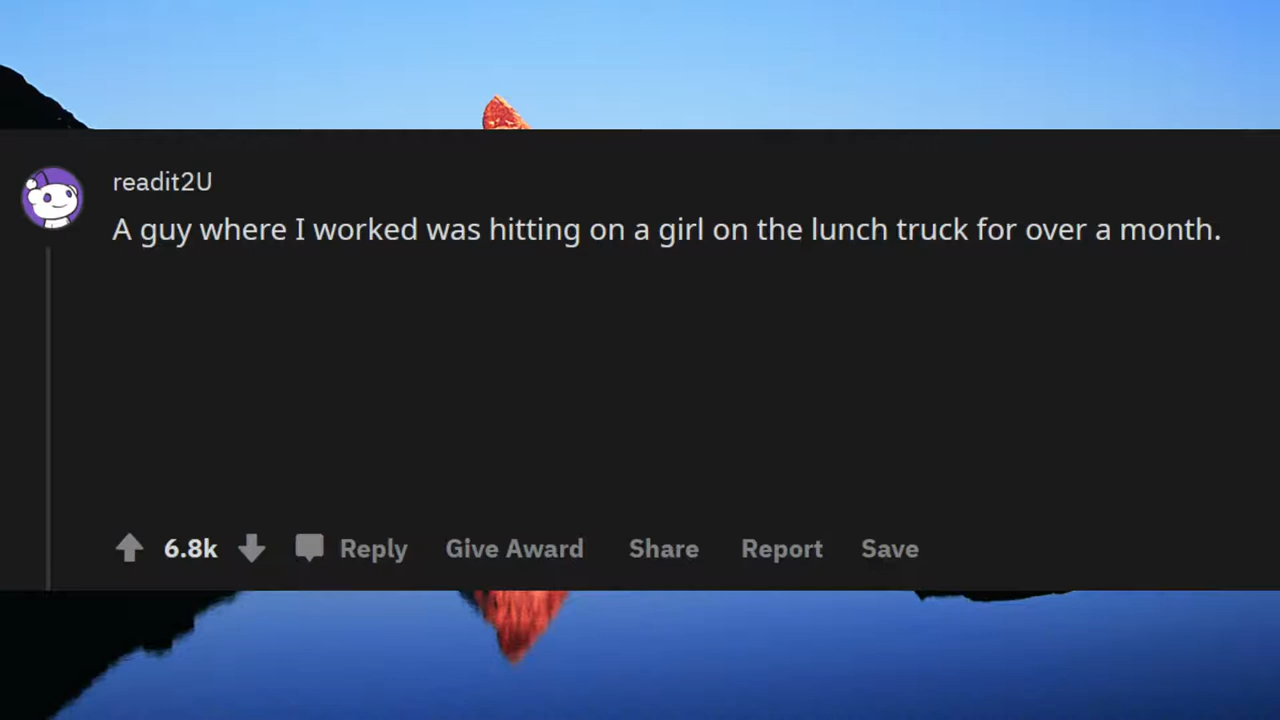 readit2U
A guy where I worked was hitting on a girl on the lunch truck for over a month.
6.8k Reply Give Award Share Report Save